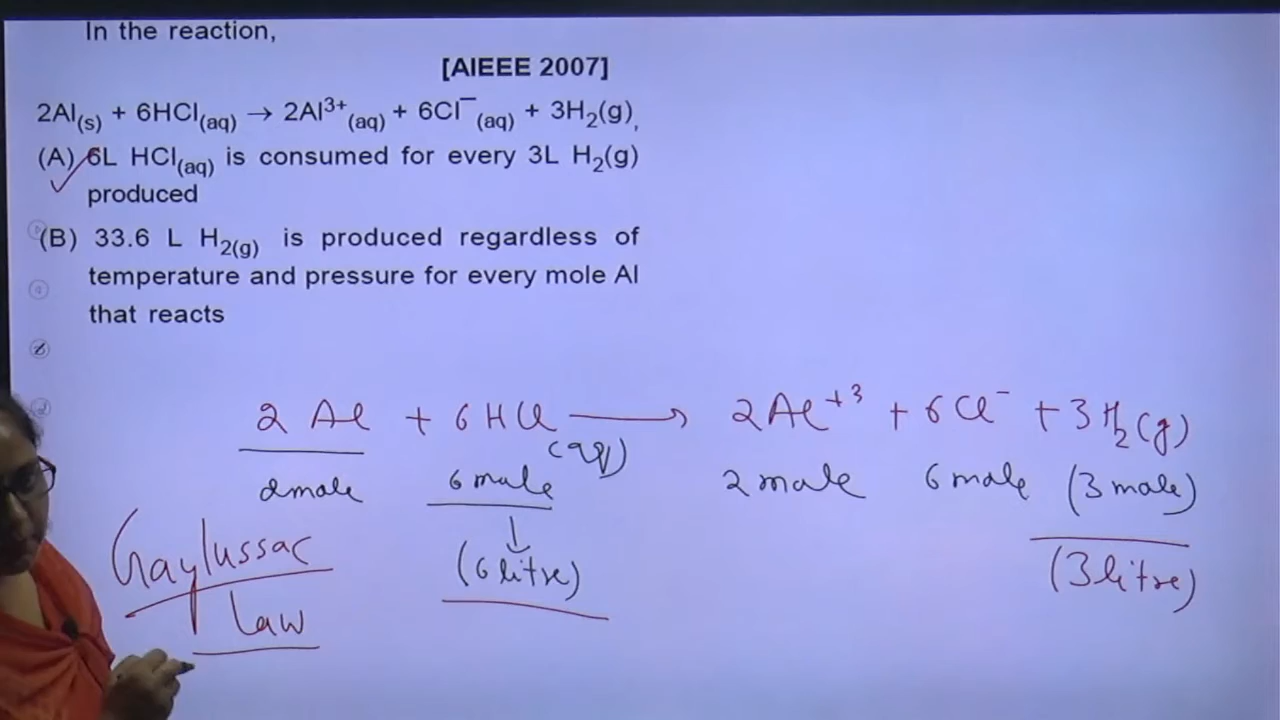 In the reaction,
[AIEEE 2007]
2Al(s) + 6HCl(aq) → 2Al³⁺(aq) + 6Cl⁻(aq) + 3H₂(g),
(A) 6L HCl(aq) is consumed for every 3L H₂(g)
produced
(B) 33.6 L H₂(g) is produced regardless of
temperature and pressure for every mole Al
that reacts
2 Al + 6 HCl (aq) → 2 Al⁺³ + 6 Cl⁻ + 3 H₂ (g)
2 mole 6 mole 2 mole 6 mole (3 mole)
(6 litre) (3 litre)
Gaylussac
Law